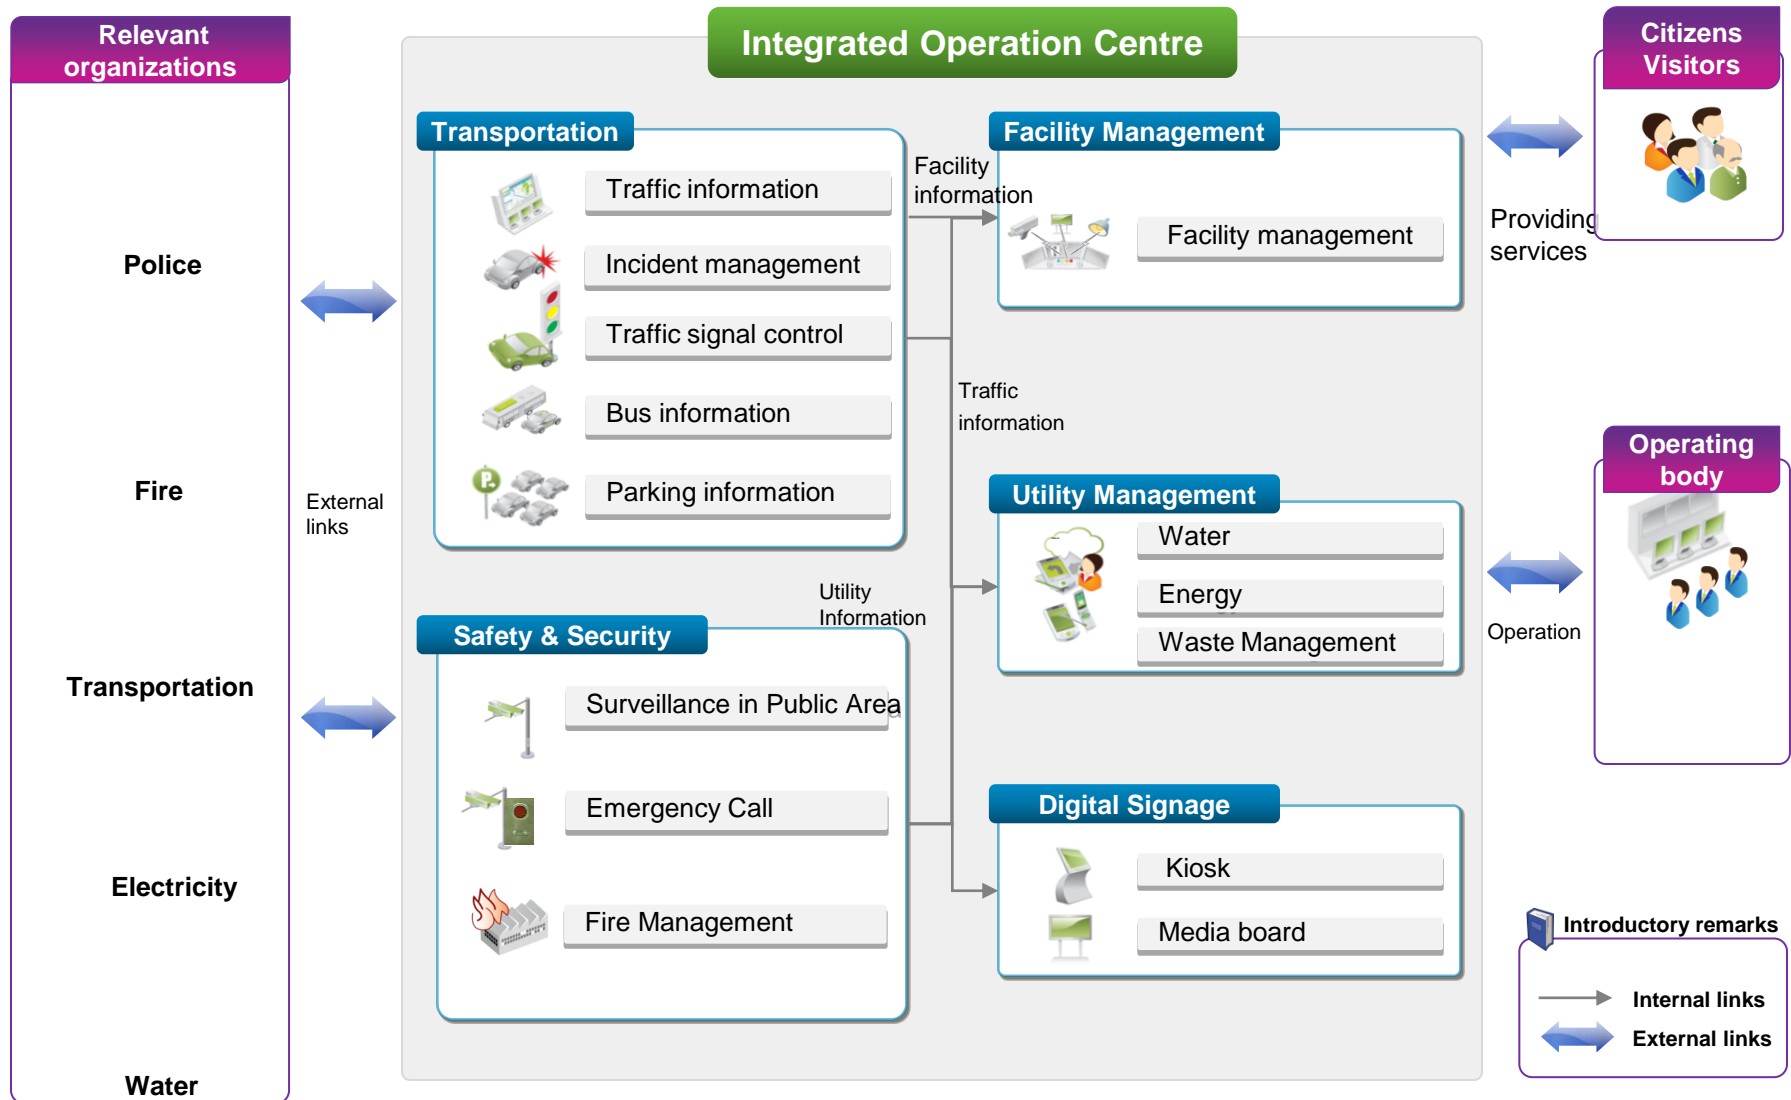 Relevant
organizations
Police
Fire
Transportation
Electricity
Water
External
links
Integrated Operation Centre
Transportation
Traffic information
Incident management
Traffic signal control
Bus information
Parking information
Safety & Security
Surveillance in Public Area
Emergency Call
Fire Management
Facility
information
Traffic
information
Utility
Information
Facility Management
Facility management
Utility Management
Water
Energy
Waste Management
Digital Signage
Kiosk
Media board
Citizens
Visitors
Providing
services
Operating
body
Operation
Introductory remarks
Internal links
External links